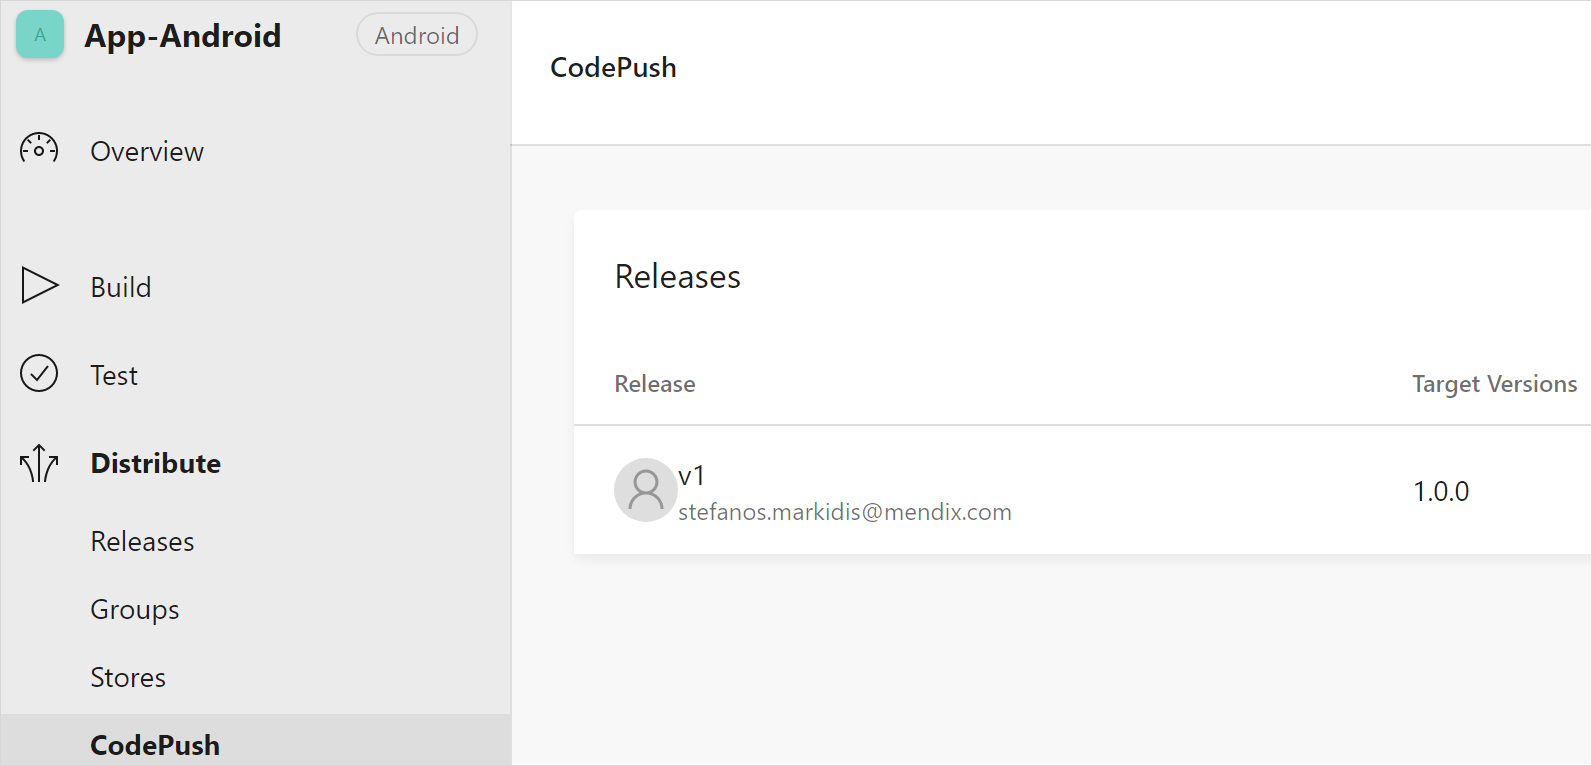 A
App-Android
Android
Overview
Build
Test
Distribute
Releases
Groups
Stores
CodePush
CodePush
Releases
Release Target Versions
v1
stefanos.markidis@mendix.com
1.0.0